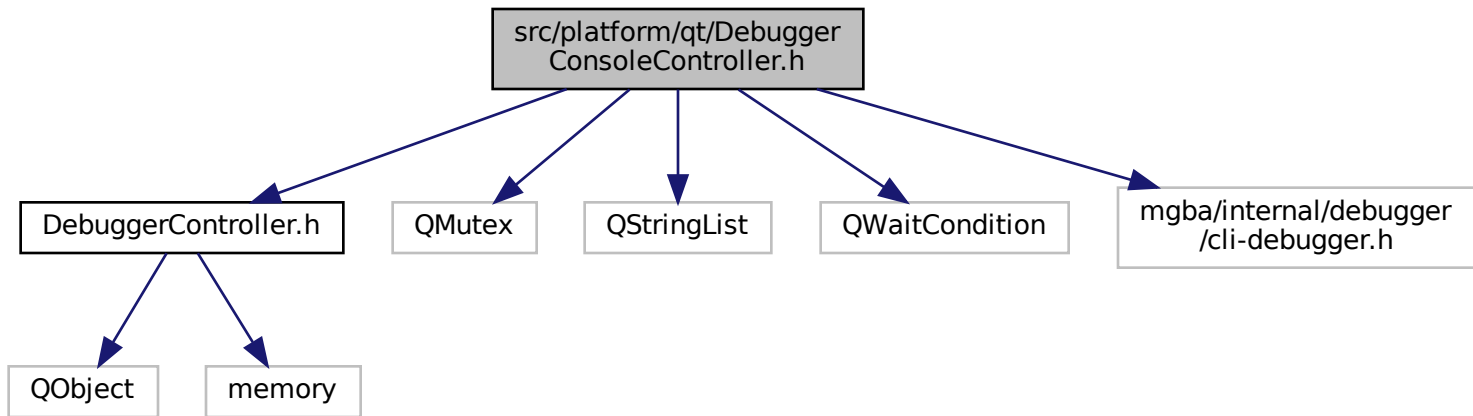 src/platform/qt/Debugger
ConsoleController.h
DebuggerController.h
QMutex
QStringList
QWaitCondition
mgba/internal/debugger
/cli-debugger.h
QObject
memory